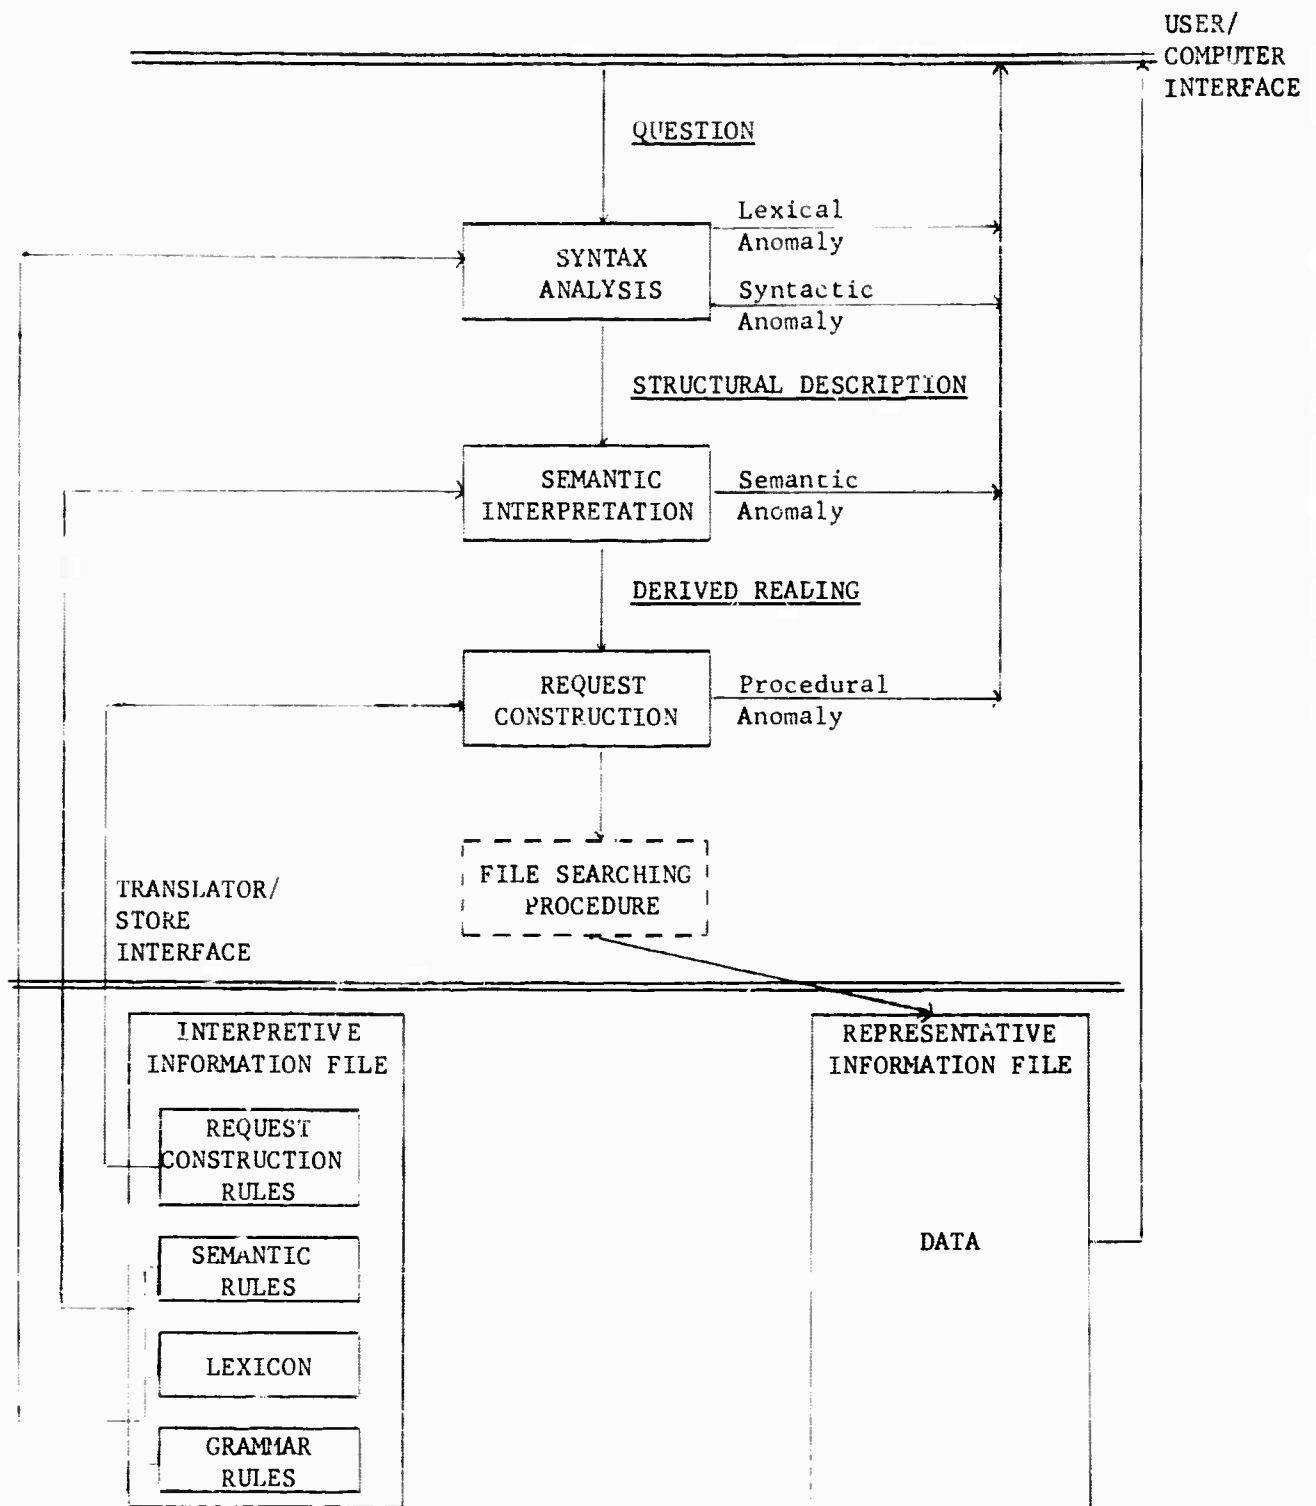 USER/
COMPUTER
INTERFACE
QUESTION
Lexical
Anomaly
SYNTAX
ANALYSIS
Syntactic
Anomaly
STRUCTURAL DESCRIPTION
SEMANTIC
INTERPRETATION
Semantic
Anomaly
DERIVED READING
REQUEST
CONSTRUCTION
Procedural
Anomaly
FILE SEARCHING
PROCEDURE
TRANSLATOR/
STORE
INTERFACE
INTERPRETIVE
INFORMATION FILE
REQUEST
CONSTRUCTION
RULES
SEMANTIC
RULES
LEXICON
GRAMMAR
RULES
REPRESENTATIVE
INFORMATION FILE
DATA